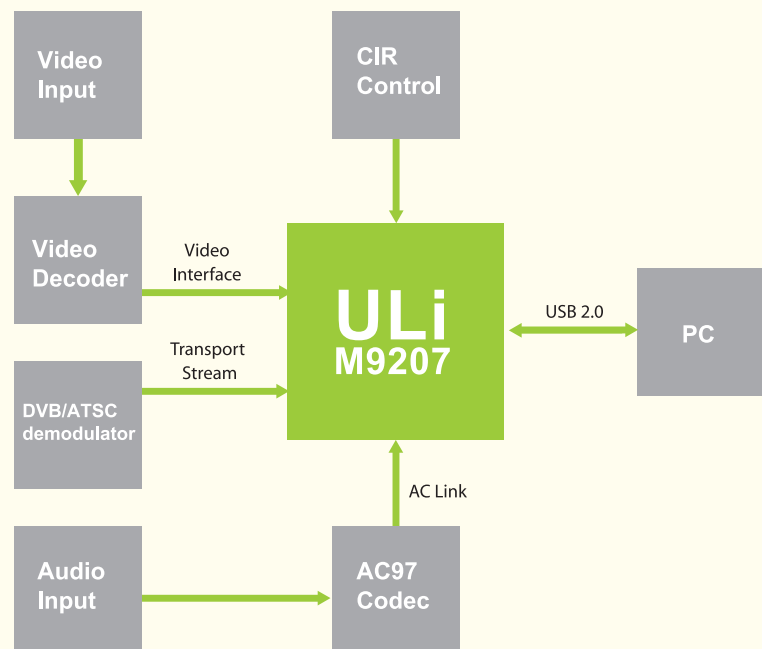 Video
Input
CIR
Control
Video
Decoder
Video
Interface
ULi
M9207
USB 2.0
PC
Transport
Stream
DVB/ATSC
demodulator
AC Link
Audio
Input
AC97
Codec